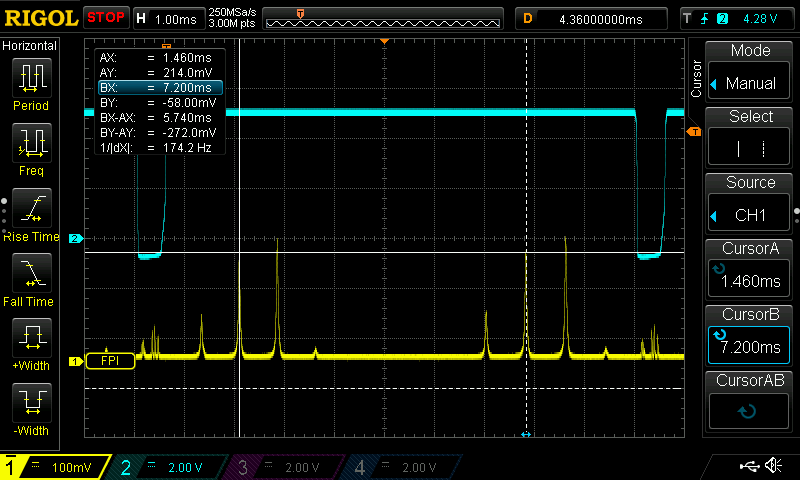 RIGOL STOP H 1.00ms 250MSa/s 3.00M pts T D 4.36000000ms T 2 4.28 V
Horizontal
Period
Freq
Rise Time
Fall Time
+Width
-Width
T
AX: = 1.460ms
AY: = 214.0mV
BX: = 7.200ms
BY: = -58.00mV
BX-AX: = 5.740ms
BY-AY: = -272.0mV
1/|dX|: = 174.2 Hz
T
2
1 FPI
Cursor
Mode
Manual
Select
Source
CH1
CursorA
1.460ms
CursorB
7.200ms
CursorAB
1 = 100mV 2 = 2.00 V 3 = 2.00 V 4 = 2.00 V